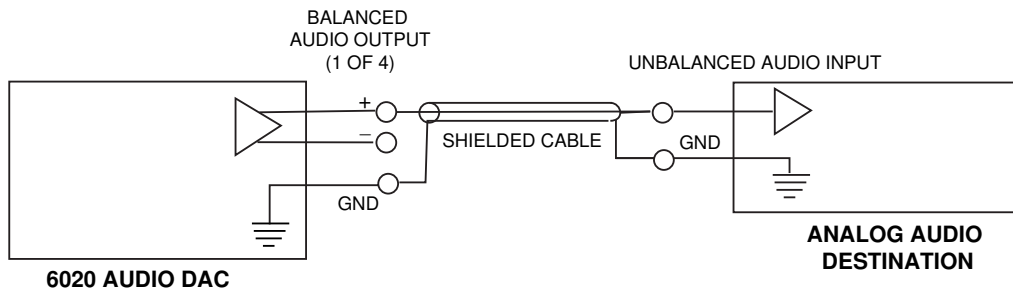 BALANCED
AUDIO OUTPUT
(1 OF 4)
UNBALANCED AUDIO INPUT
+
–
SHIELDED CABLE
GND
GND
6020 AUDIO DAC
ANALOG AUDIO
DESTINATION